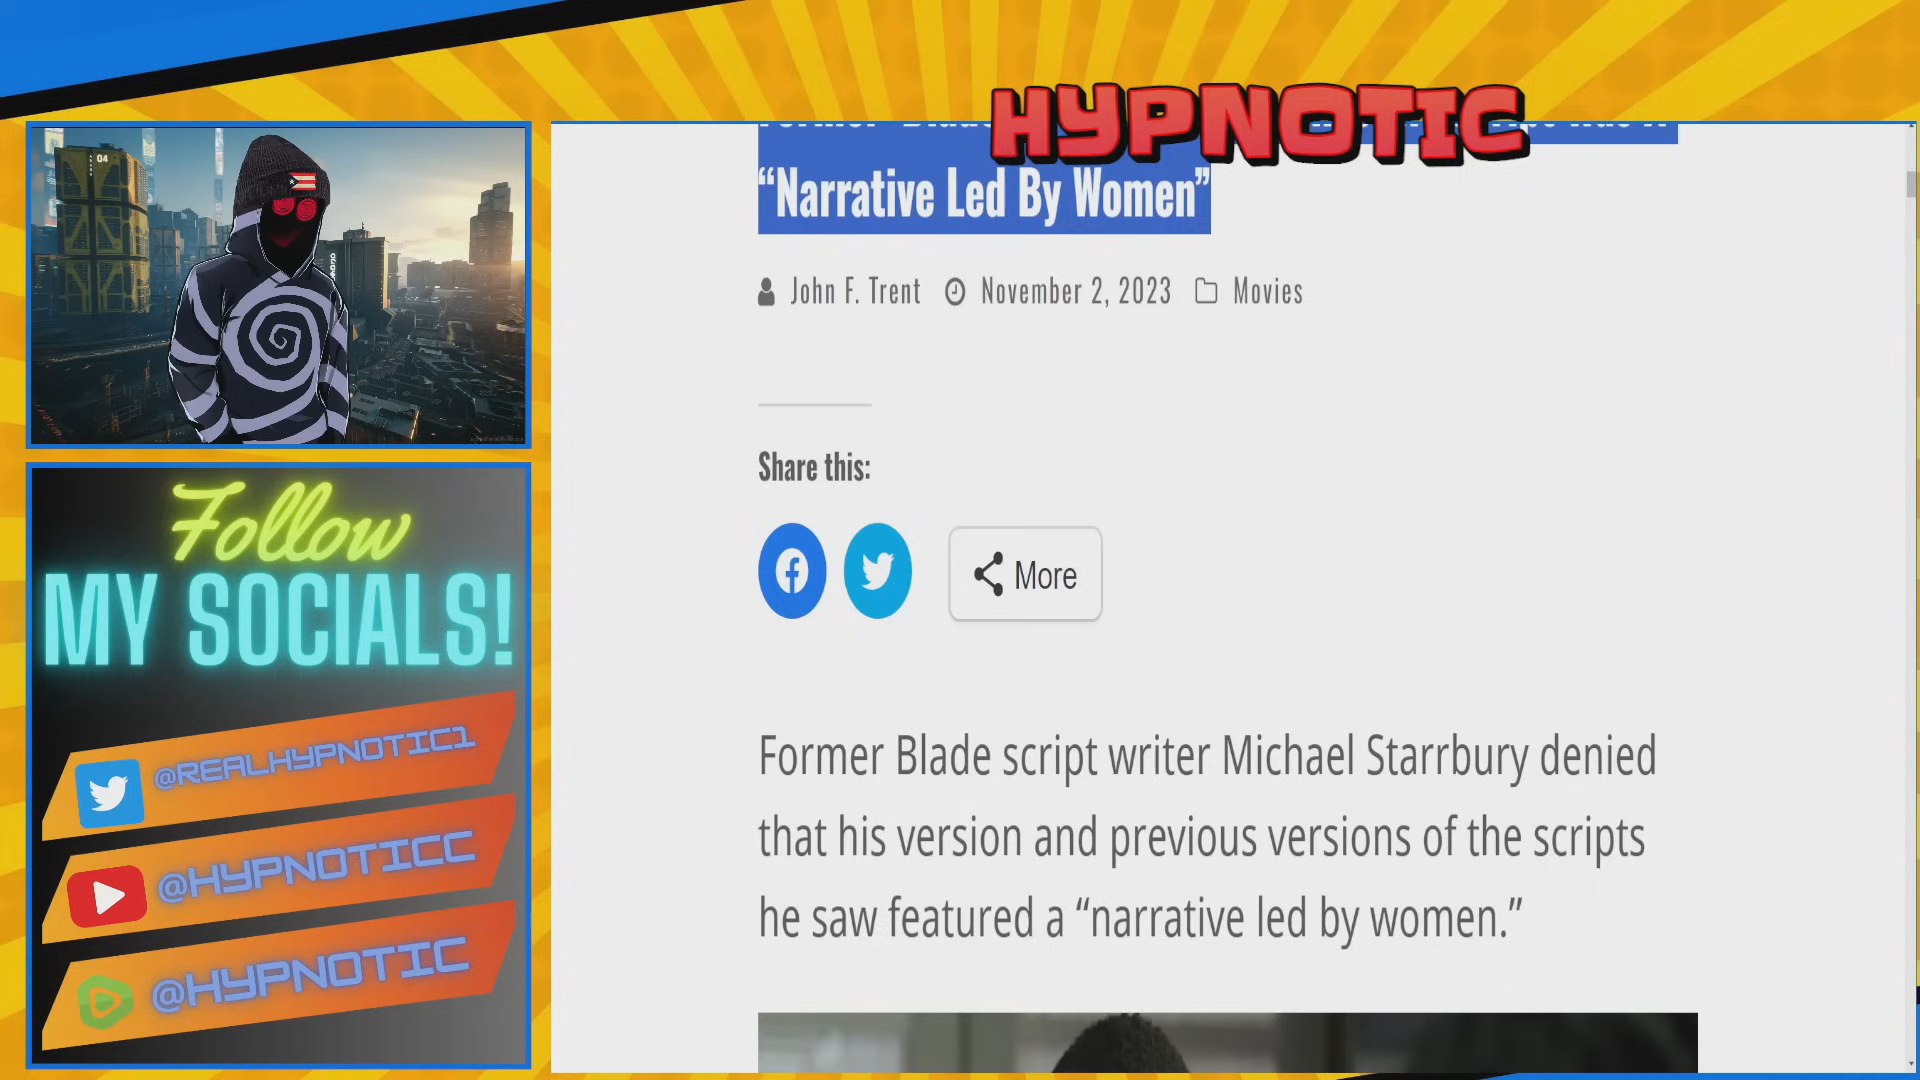 HYPNOTIC
“Narrative Led By Women”
John F. Trent November 2, 2023 Movies
Share this:
More
Former Blade script writer Michael Starrbury denied
that his version and previous versions of the scripts
he saw featured a “narrative led by women.”
04
Follow
MY SOCIALS!
@REALHYPNOTIC1
@HYPNOTICC
@HYPNOTIC